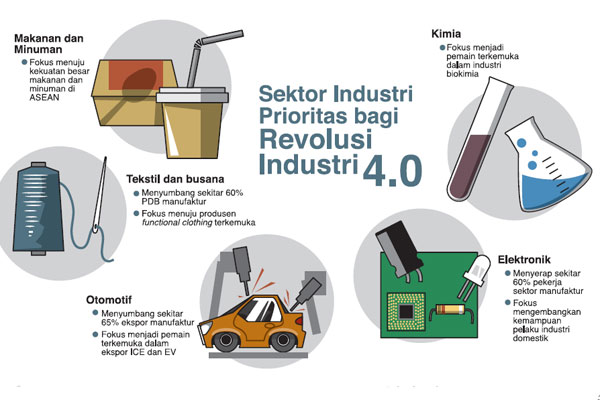 Makanan dan
Minuman
Fokus menuju
kekuatan besar
makanan dan
minuman di
ASEAN
Sektor Industri
Prioritas bagi
Revolusi
Industri 4.0
Kimia
Fokus menjadi
pemain terkemuka
dalam industri
biokimia
Tekstil dan busana
Menyumbang sekitar 60%
PDB manufaktur
Fokus menuju produsen
functional clothing terkemuka
Otomotif
Menyumbang sekitar
65% ekspor manufaktur
Fokus menjadi pemain
terkemuka dalam
ekspor ICE dan EV
Elektronik
Menyerap sekitar
60% pekerja
sektor manufaktur
Fokus
mengembangkan
kemampuan
pelaku industri
domestik